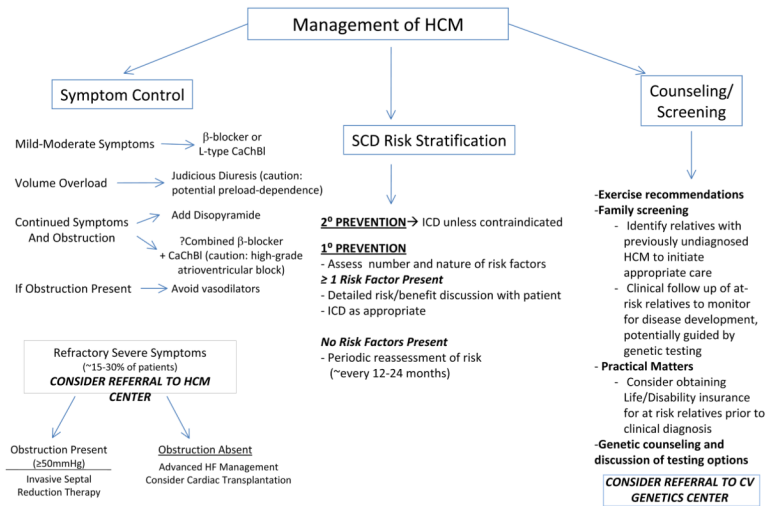 Management of HCM
Symptom Control
Mild-Moderate Symptoms
β-blocker or
L-type CaChBl
Volume Overload
Judicious Diuresis (caution:
potential preload-dependence)
Continued Symptoms
And Obstruction
Add Disopyramide
?Combined β-blocker
+ CaChBl (caution: high-grade
atrioventricular block)
If Obstruction Present
Avoid vasodilators
Refractory Severe Symptoms
(~15-30% of patients)
CONSIDER REFERRAL TO HCM
CENTER
Obstruction Present
(≥50mmHg)
Invasive Septal
Reduction Therapy
Obstruction Absent
Advanced HF Management
Consider Cardiac Transplantation
SCD Risk Stratification
2⁰ PREVENTION→ ICD unless contraindicated
1⁰ PREVENTION
- Assess number and nature of risk factors
≥ 1 Risk Factor Present
- Detailed risk/benefit discussion with patient
- ICD as appropriate
No Risk Factors Present
- Periodic reassessment of risk
(~every 12-24 months)
Counseling/
Screening
-Exercise recommendations
-Family screening
- Identify relatives with
previously undiagnosed
HCM to initiate
appropriate care
- Clinical follow up of at-
risk relatives to monitor
for disease development,
potentially guided by
genetic testing
- Practical Matters
- Consider obtaining
Life/Disability insurance
for at risk relatives prior to
clinical diagnosis
-Genetic counseling and
discussion of testing options
CONSIDER REFERRAL TO CV
GENETICS CENTER